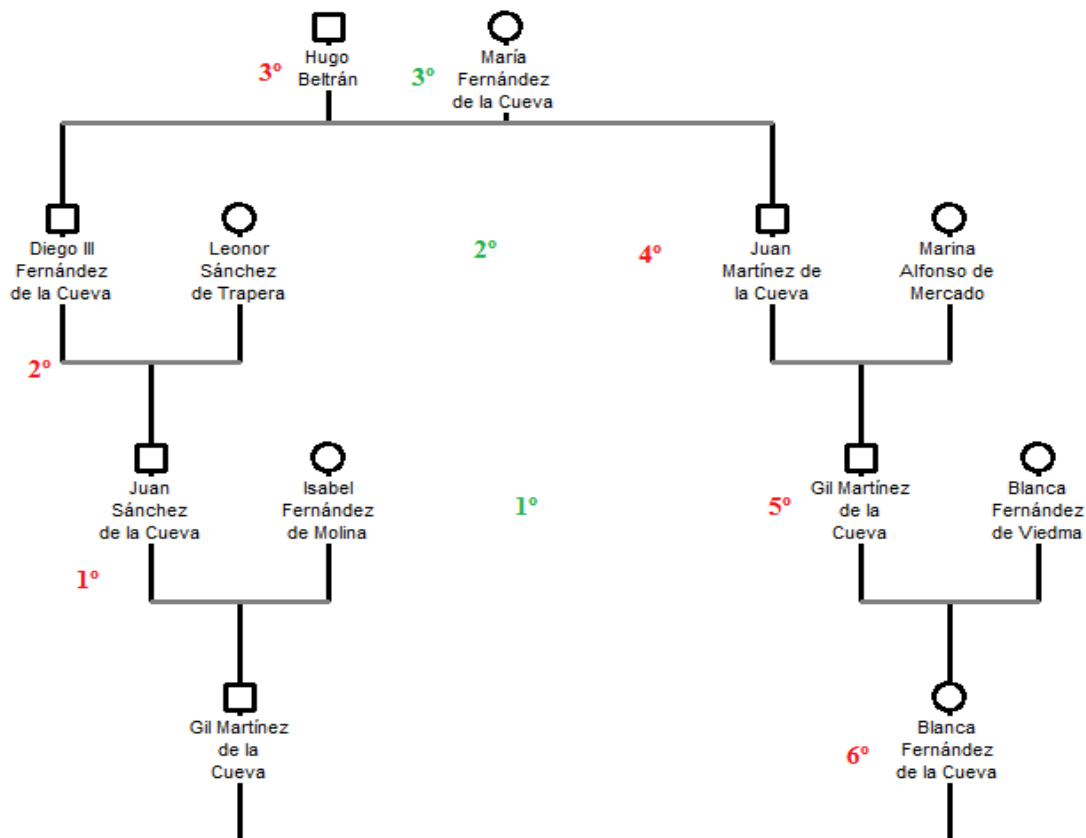 Hugo
Beltrán
María
Fernández
de la Cueva
3º
3º
Diego III
Fernández
de la Cueva
Leonor
Sánchez
de Trapera
2º
4º
Juan
Martínez de
la Cueva
Marina
Alfonso de
Mercado
2º
Juan
Sánchez
de la Cueva
Isabel
Fernández
de Molina
1º
5º
Gil Martínez
de la
Cueva
Blanca
Fernández
de Viedma
1º
Gil Martínez
de la
Cueva
6º
Blanca
Fernández
de la Cueva